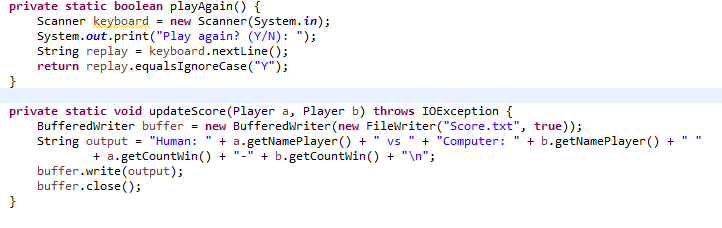 private static boolean playAgain() {
    Scanner keyboard = new Scanner(System.in);
    System.out.print("Play again? (Y/N): ");
    String replay = keyboard.nextLine();
    return replay.equalsIgnoreCase("Y");
}
private static void updateScore(Player a, Player b) throws IOException {
    BufferedWriter buffer = new BufferedWriter(new FileWriter("Score.txt", true));
    String output = "Human: " + a.getNamePlayer() + " vs " + "Computer: " + b.getNamePlayer() + " "
            + a.getCountWin() + "-" + b.getCountWin() + "\n";
    buffer.write(output);
    buffer.close();
}